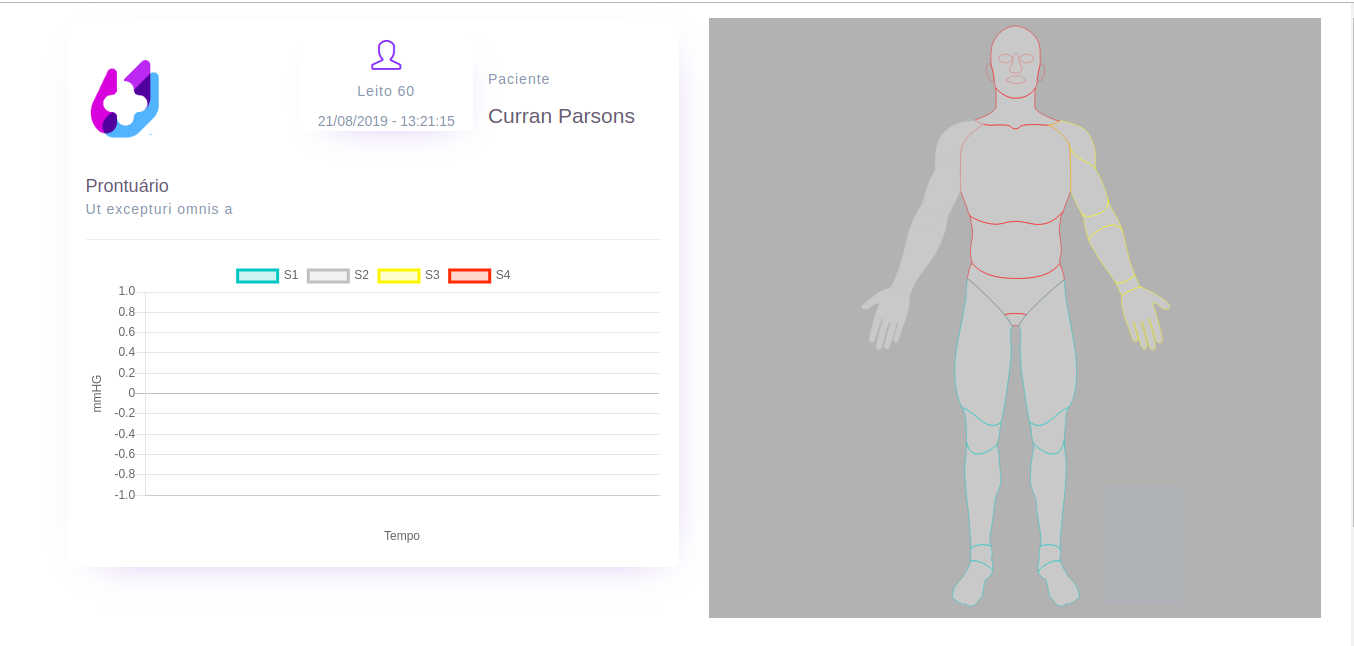 Leito 60
21/08/2019 - 13:21:15
Paciente
Curran Parsons
Prontuário
Ut excepturi omnis a
S1 S2 S3 S4
1.0
0.8
0.6
0.4
0.2
0
-0.2
-0.4
-0.6
-0.8
-1.0
mmHG
Tempo